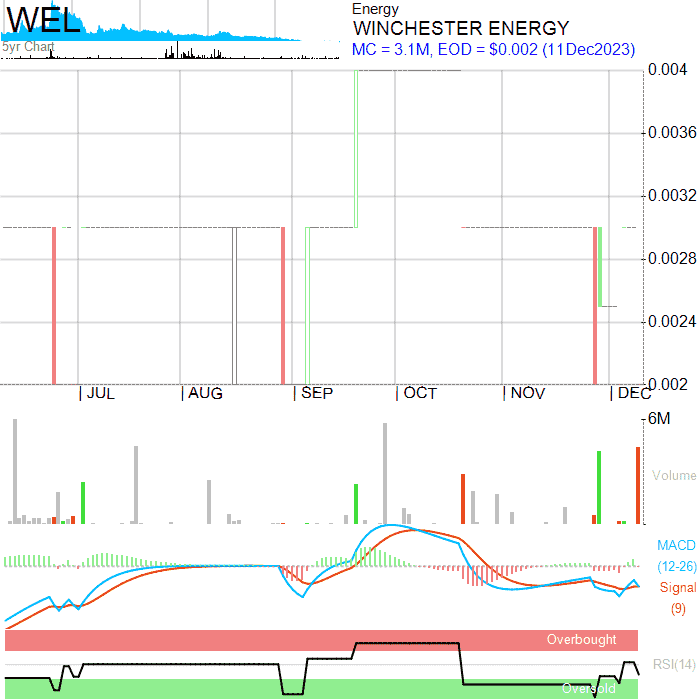 WEL
5yr Chart
Energy
WINCHESTER ENERGY
MC = 3.1M, EOD = $0.002 (11Dec2023)
0.004
0.0036
0.0032
0.0028
0.0024
0.002
JUL AUG SEP OCT NOV DEC
6M
Volume
MACD
(12-26)
Signal
(9)
Overbought
RSI(14)
Oversold